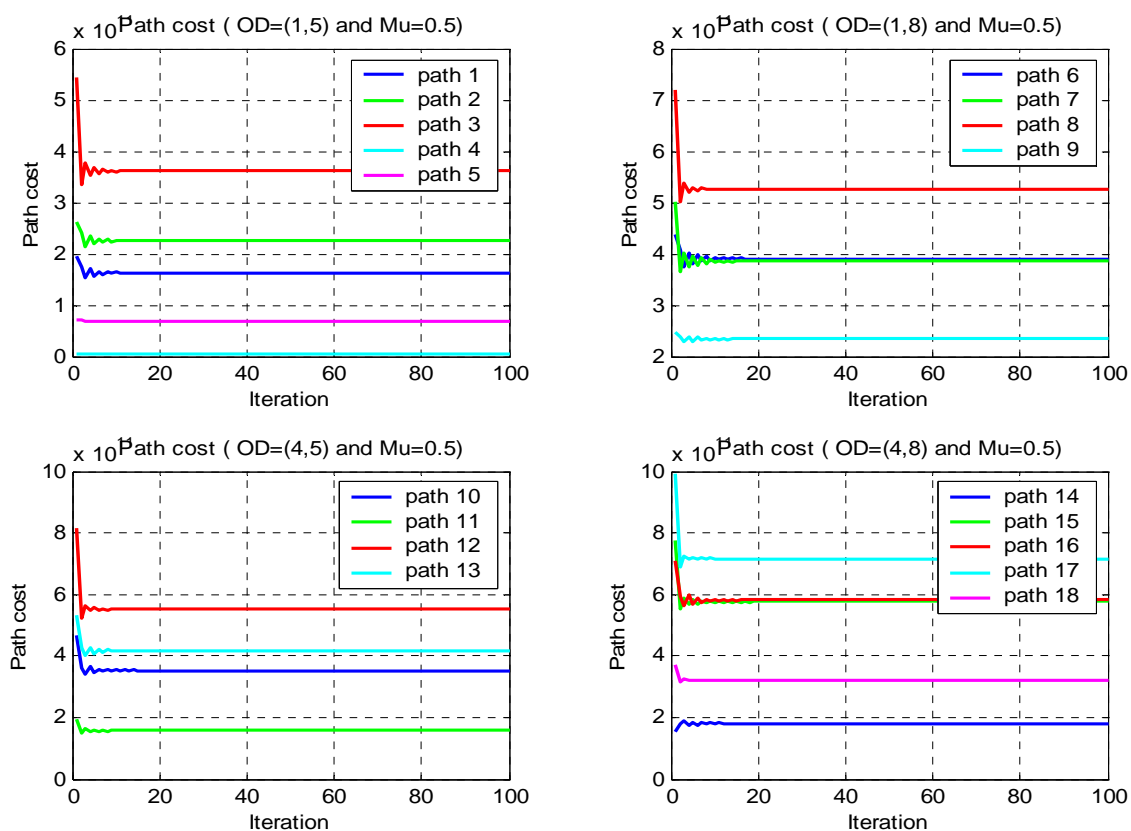 x 10 Path cost ( OD=(1,5) and Mu=0.5)
6
5
4
3
2
1
0
Path cost
path 1
path 2
path 3
path 4
path 5
0 20 40 60 80 100
Iteration
x 10 Path cost ( OD=(1,8) and Mu=0.5)
8
7
6
5
4
3
2
Path cost
path 6
path 7
path 8
path 9
0 20 40 60 80 100
Iteration
x 10 Path cost ( OD=(4,5) and Mu=0.5)
10
8
6
4
2
0
Path cost
path 10
path 11
path 12
path 13
0 20 40 60 80 100
Iteration
x 10 Path cost ( OD=(4,8) and Mu=0.5)
10
8
6
4
2
0
Path cost
path 14
path 15
path 16
path 17
path 18
0 20 40 60 80 100
Iteration